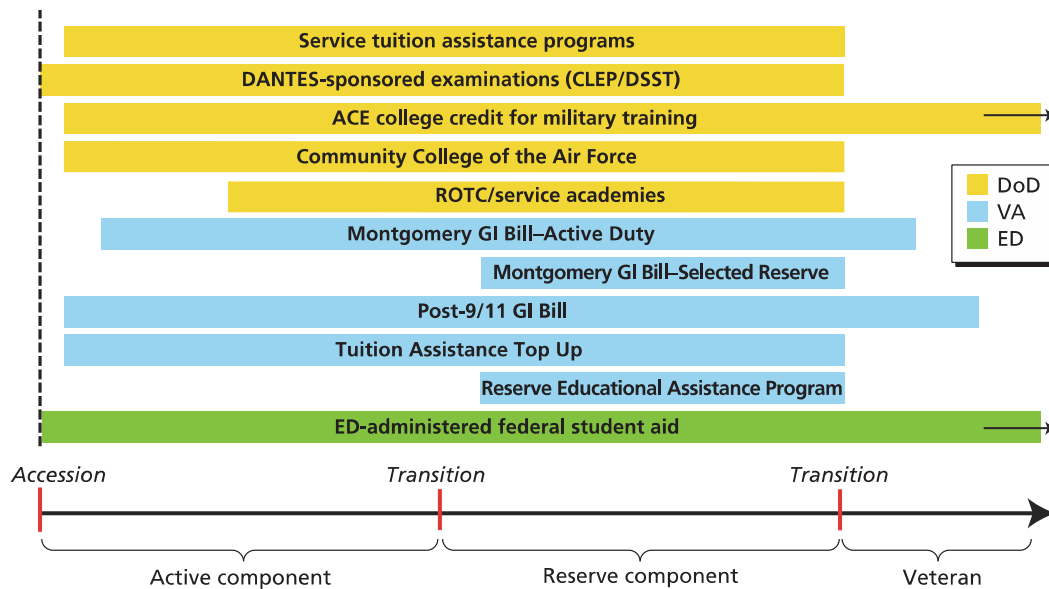 Service tuition assistance programs
DANTES-sponsored examinations (CLEP/DSST)
ACE college credit for military training
Community College of the Air Force
ROTC/service academies
Montgomery GI Bill–Active Duty
Montgomery GI Bill–Selected Reserve
Post-9/11 GI Bill
Tuition Assistance Top Up
Reserve Educational Assistance Program
ED-administered federal student aid
DoD
VA
ED
Accession
Transition
Transition
Active component
Reserve component
Veteran